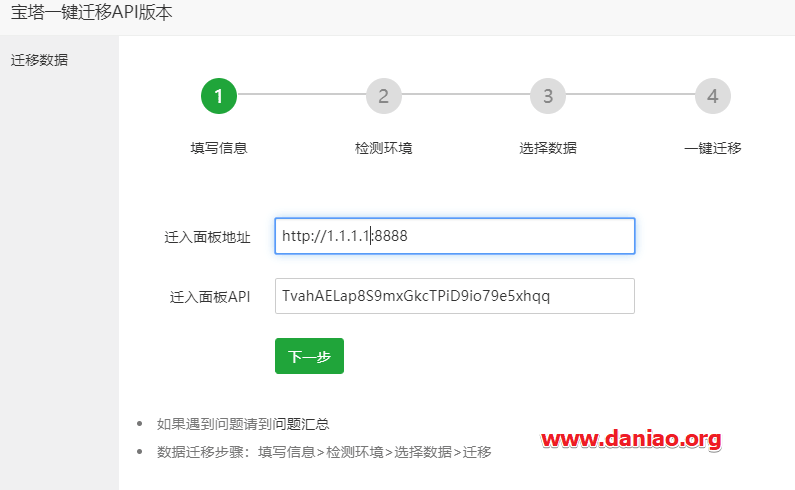 宝塔一键迁移API版本
迁移数据
1 2 3 4
填写信息 检测环境 选择数据 一键迁移
迁入面板地址 http://1.1.1.1:8888
迁入面板API TvahAELap8S9mxGkcTPiD9io79e5xhqq
下一步
如果遇到问题请到问题汇总
数据迁移步骤：填写信息>检测环境>选择数据>迁移
www.daniao.org